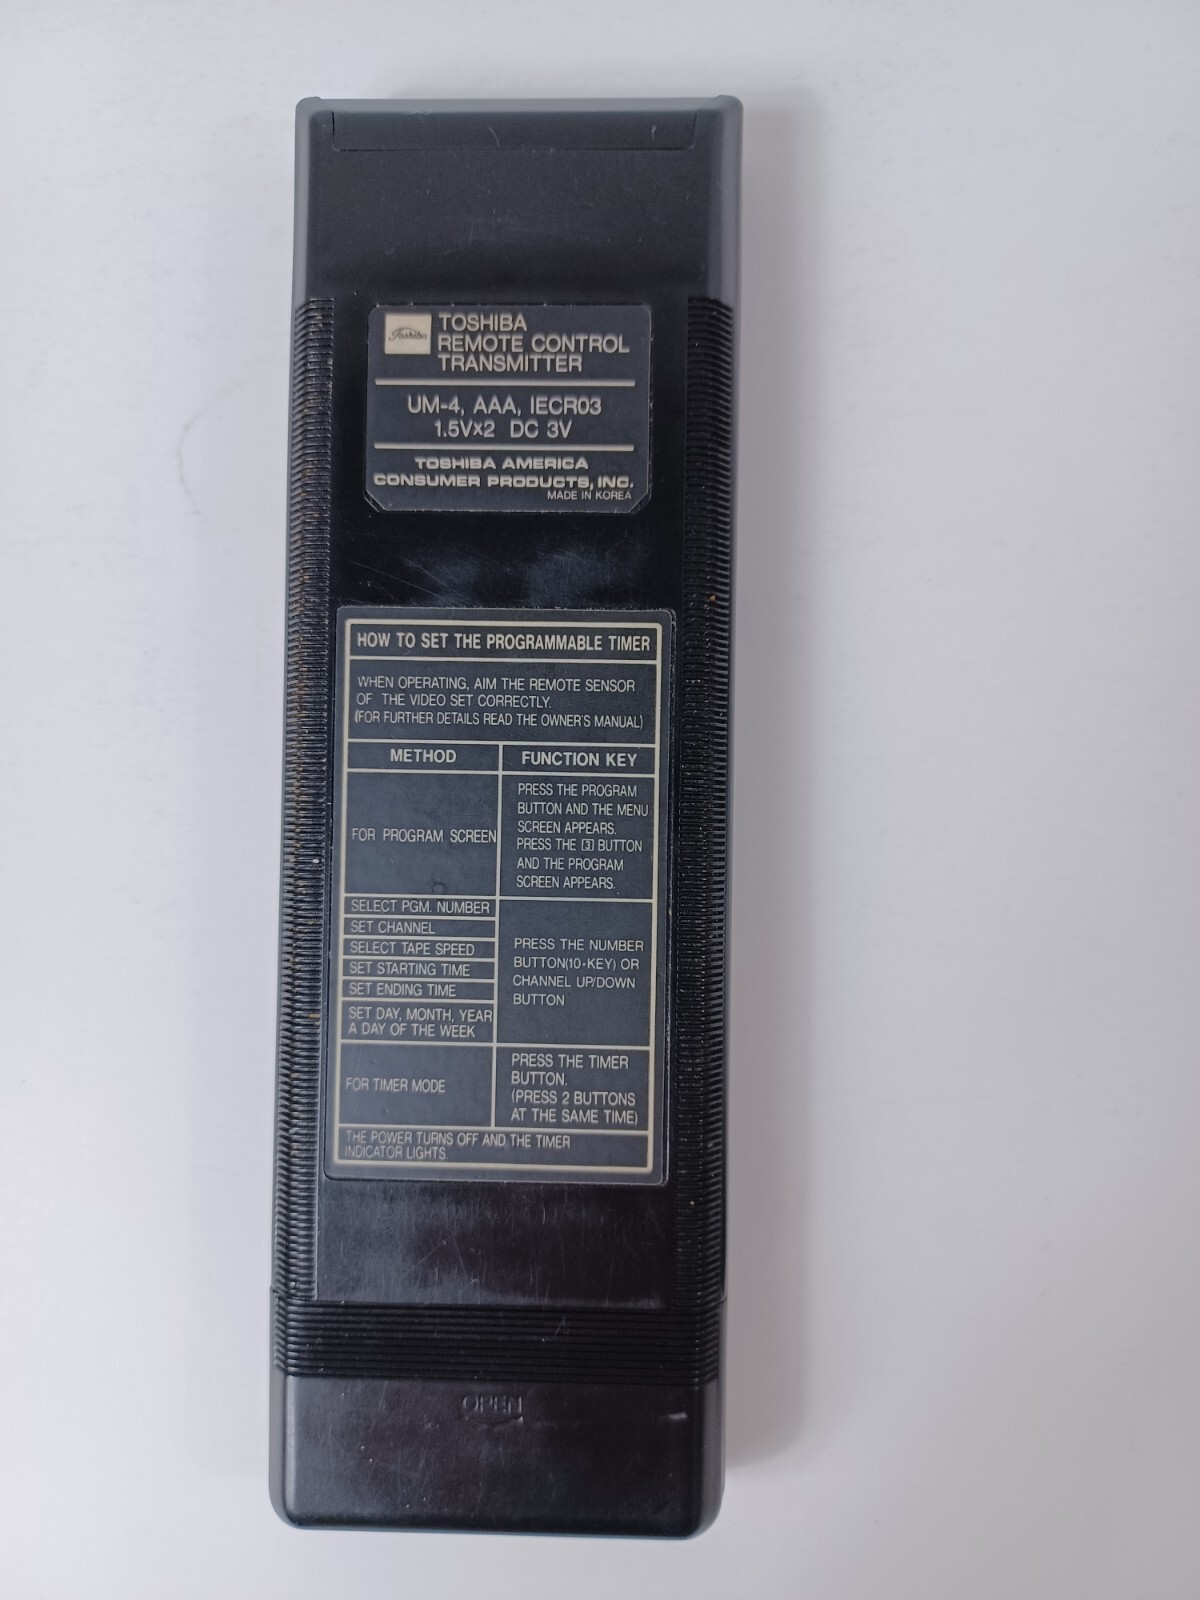 Toshiba
TOSHIBA
REMOTE CONTROL
TRANSMITTER
UM-4, AAA, IECR03
1.5V×2 DC 3V
TOSHIBA AMERICA
CONSUMER PRODUCTS, INC.
MADE IN KOREA
HOW TO SET THE PROGRAMMABLE TIMER
WHEN OPERATING, AIM THE REMOTE SENSOR
OF THE VIDEO SET CORRECTLY.
(FOR FURTHER DETAILS READ THE OWNER'S MANUAL)
METHOD
FUNCTION KEY
FOR PROGRAM SCREEN
PRESS THE PROGRAM
BUTTON AND THE MENU
SCREEN APPEARS.
PRESS THE [3] BUTTON
AND THE PROGRAM
SCREEN APPEARS.
SELECT PGM. NUMBER
SET CHANNEL
SELECT TAPE SPEED
SET STARTING TIME
SET ENDING TIME
SET DAY, MONTH, YEAR
A DAY OF THE WEEK
PRESS THE NUMBER
BUTTON(10-KEY) OR
CHANNEL UP/DOWN
BUTTON
FOR TIMER MODE
PRESS THE TIMER
BUTTON.
(PRESS 2 BUTTONS
AT THE SAME TIME)
THE POWER TURNS OFF AND THE TIMER
INDICATOR LIGHTS.
OPEN